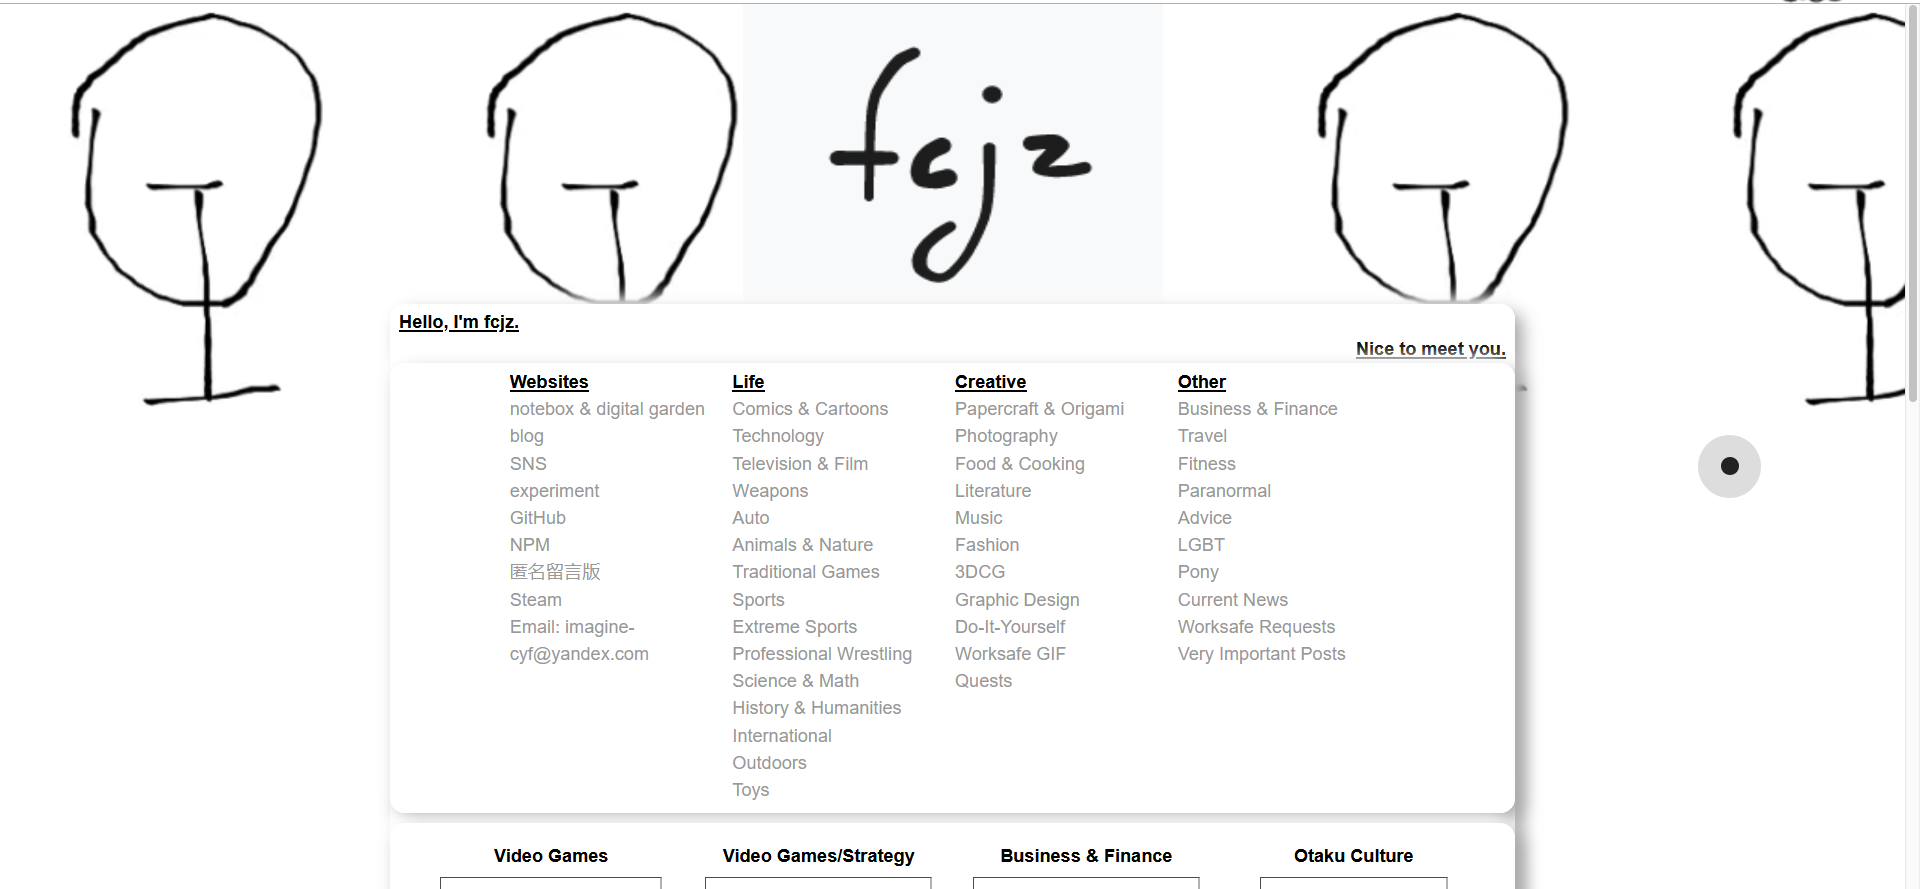 fcjz
Hello, I'm fcjz.
Nice to meet you.
Websites
notebox & digital garden
blog
SNS
experiment
GitHub
NPM
匿名留言版
Steam
Email: imagine-
cyf@yandex.com
Life
Comics & Cartoons
Technology
Television & Film
Weapons
Auto
Animals & Nature
Traditional Games
Sports
Extreme Sports
Professional Wrestling
Science & Math
History & Humanities
International
Outdoors
Toys
Creative
Papercraft & Origami
Photography
Food & Cooking
Literature
Music
Fashion
3DCG
Graphic Design
Do-It-Yourself
Worksafe GIF
Quests
Other
Business & Finance
Travel
Fitness
Paranormal
Advice
LGBT
Pony
Current News
Worksafe Requests
Very Important Posts
Video Games
Video Games/Strategy
Business & Finance
Otaku Culture